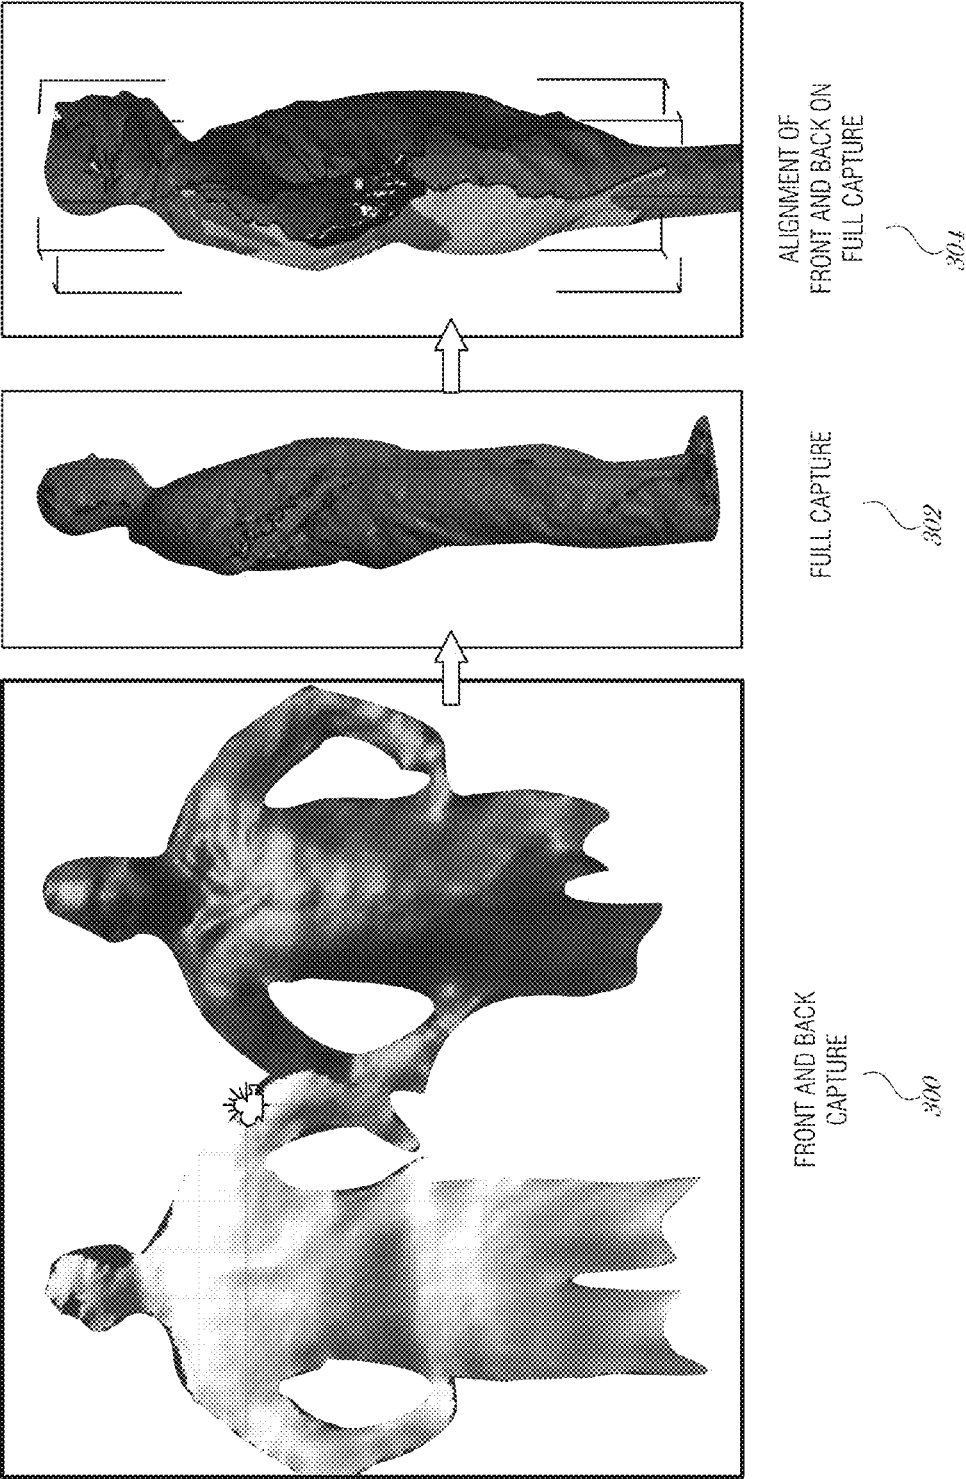 FRONT AND BACK
CAPTURE
300
FULL CAPTURE
302
ALIGNMENT OF
FRONT AND BACK ON
FULL CAPTURE
304